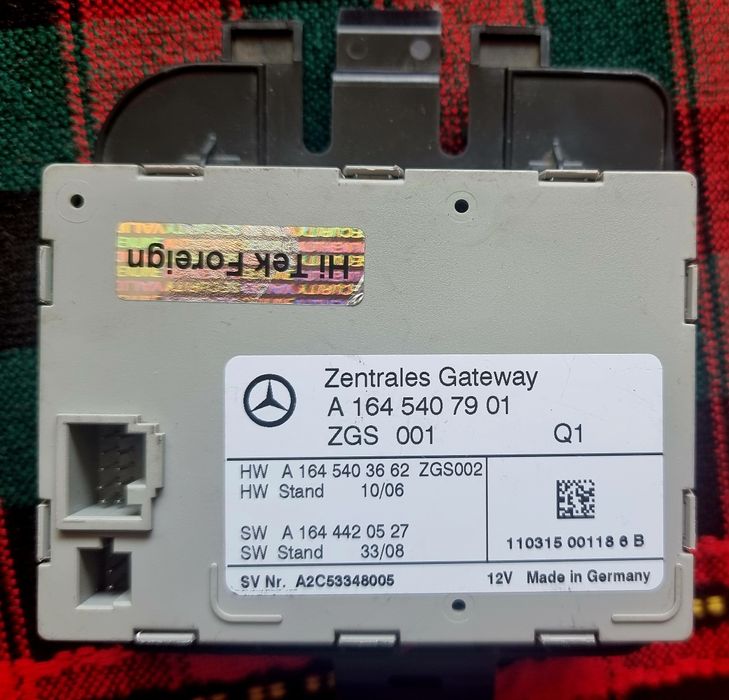 Hi Tek Foreign
Zentrales Gateway
A 164 540 79 01
ZGS 001 Q1
HW A 164 540 36 62 ZGS002
HW Stand 10/06
SW A 164 442 05 27
SW Stand 33/08
110315 00118 6 B
SV Nr. A2C53348005 12V Made in Germany